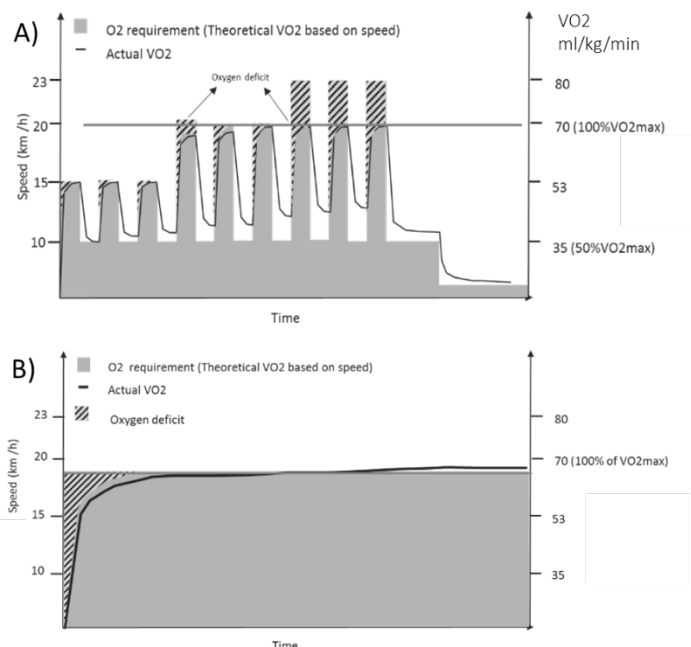 A)
O2 requirement (Theoretical VO2 based on speed)
Actual VO2
VO2
ml/kg/min
Oxygen deficit
Speed (km /h)
23
20
15
10
80
70 (100%VO2max)
53
35 (50%VO2max)
Time
B)
O2 requirement (Theoretical VO2 based on speed)
Actual VO2
Oxygen deficit
Speed (km /h)
23
20
15
10
80
70 (100% of VO2max)
53
35
Time